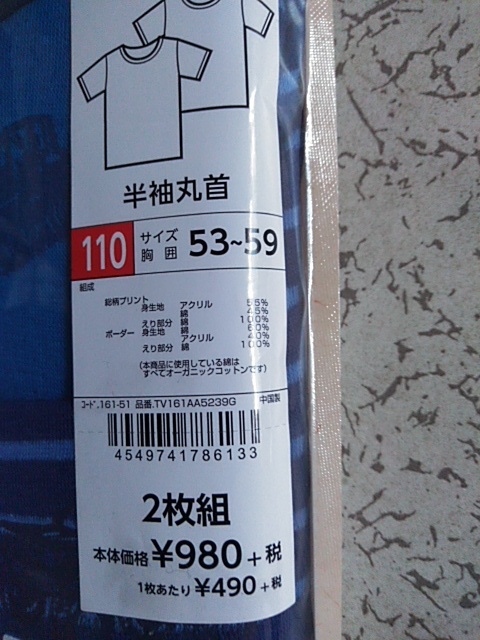 半袖丸首
110 サイズ 胸囲 53~59
組成
総柄プリント
身生地 アクリル 55%
綿 45%
えり部分 綿 100%
ボーダー 身生地 綿 60%
アクリル 40%
えり部分 綿 100%
(本商品に使用している綿は
すべてオーガニックコットンです)
コード.161-51 品番.TV161AA5239G 中国製
4549741786133
2枚組
本体価格¥980+税
1枚あたり¥490+税